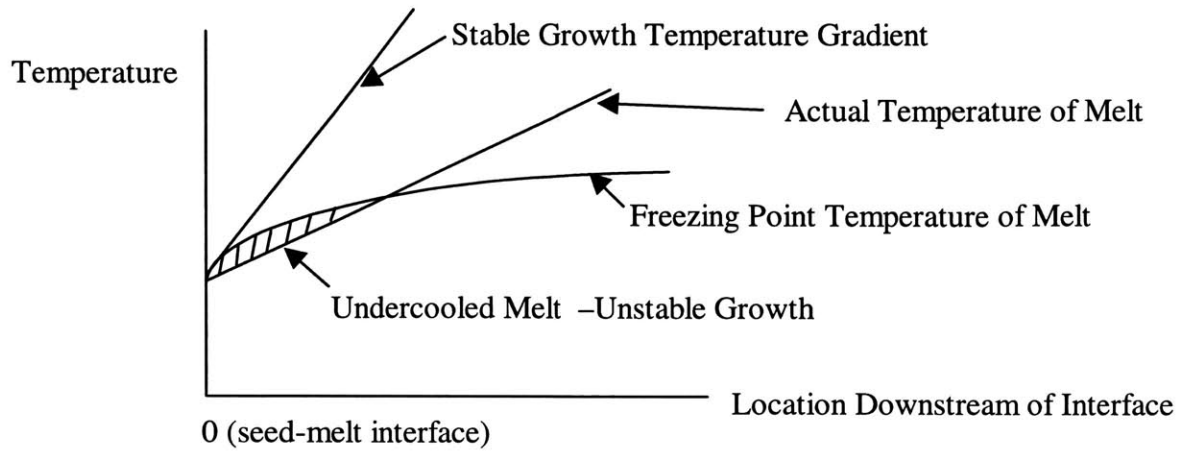 Stable Growth Temperature Gradient
Temperature
Actual Temperature of Melt
Freezing Point Temperature of Melt
Undercooled Melt –Unstable Growth
Location Downstream of Interface
0 (seed-melt interface)